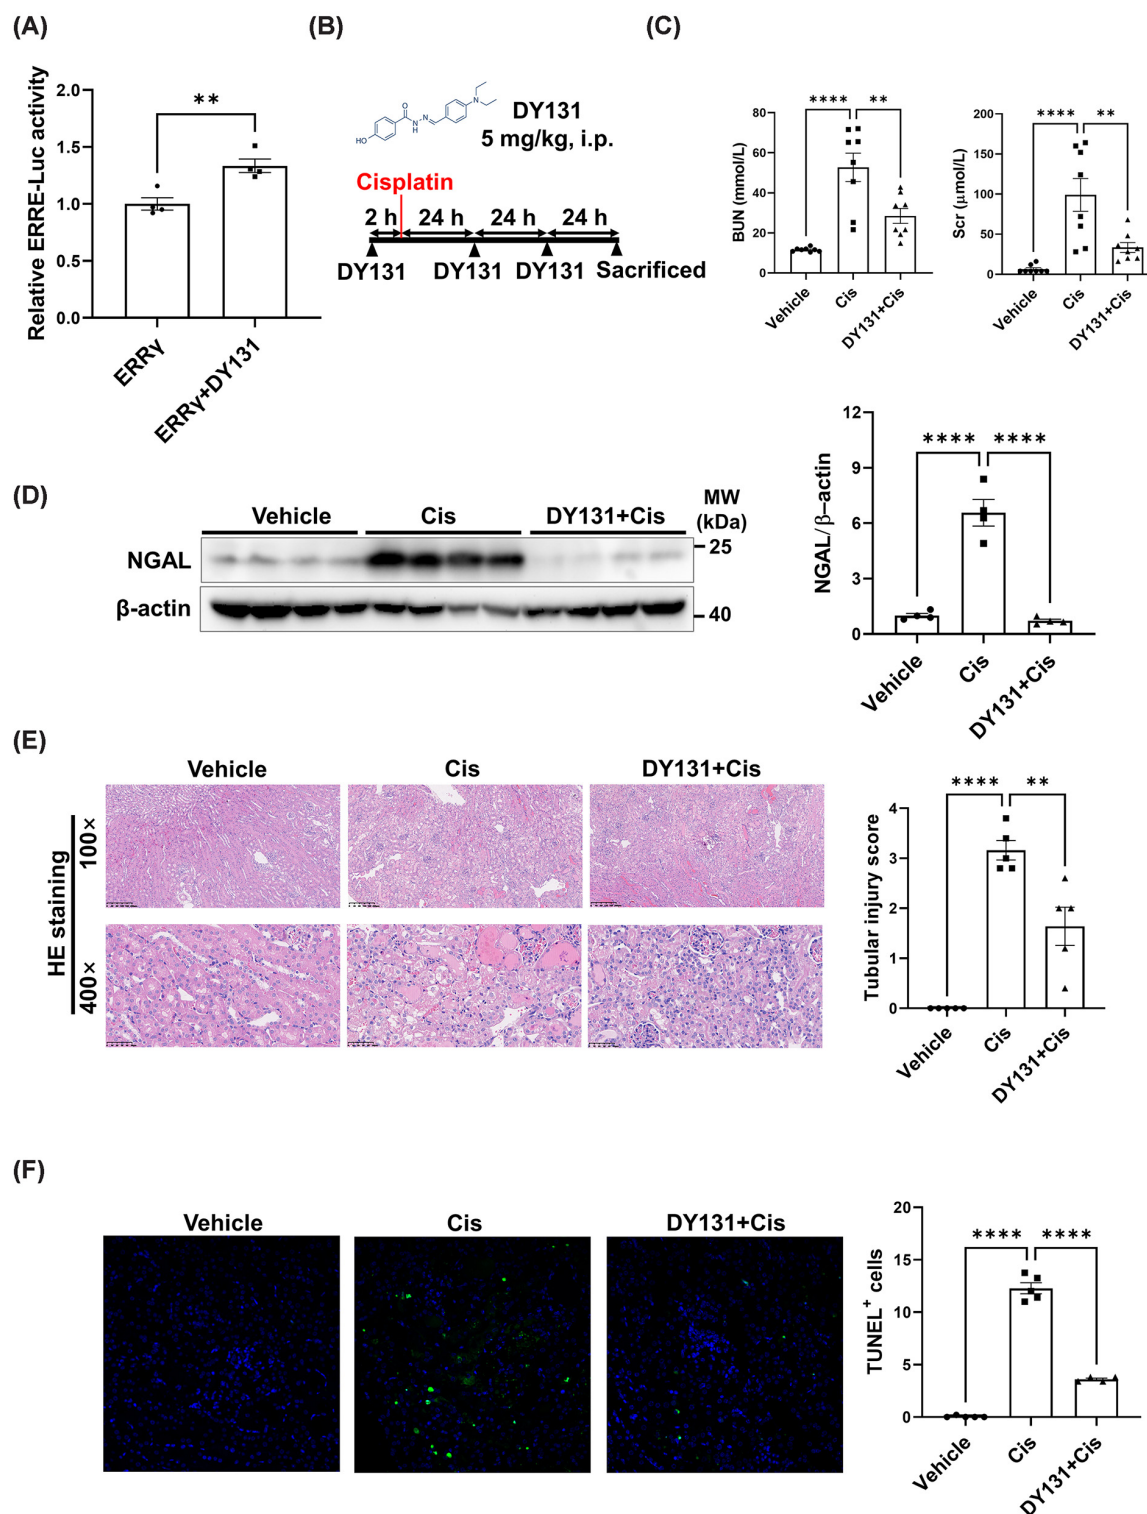 (A)
Relative ERRE-Luc activity
2.0
1.5
1.0
0.5
0.0
**
ERRγ
ERRγ+DY131
(B)
O
N
N
H
HO
N
DY131
5 mg/kg, i.p.
Cisplatin
2 h 24 h 24 h 24 h
DY131 DY131 DY131 Sacrificed
(C)
BUN (mmol/L)
80
60
40
20
0
**** **
Vehicle
Cis
DY131+Cis
Scr (μmol/L)
200
150
100
50
0
**** **
Vehicle
Cis
DY131+Cis
(D)
Vehicle Cis DY131+Cis
MW
(kDa)
NGAL
25
β-actin
40
NGAL/β–actin
12
9
6
3
0
**** ****
Vehicle
Cis
DY131+Cis
(E)
Vehicle Cis DY131+Cis
HE staining
100×
400×
Tubular injury score
4
3
2
1
0
**** **
Vehicle
Cis
DY131+Cis
(F)
Vehicle Cis DY131+Cis
TUNEL+ cells
20
15
10
5
0
**** ****
Vehicle
Cis
DY131+Cis